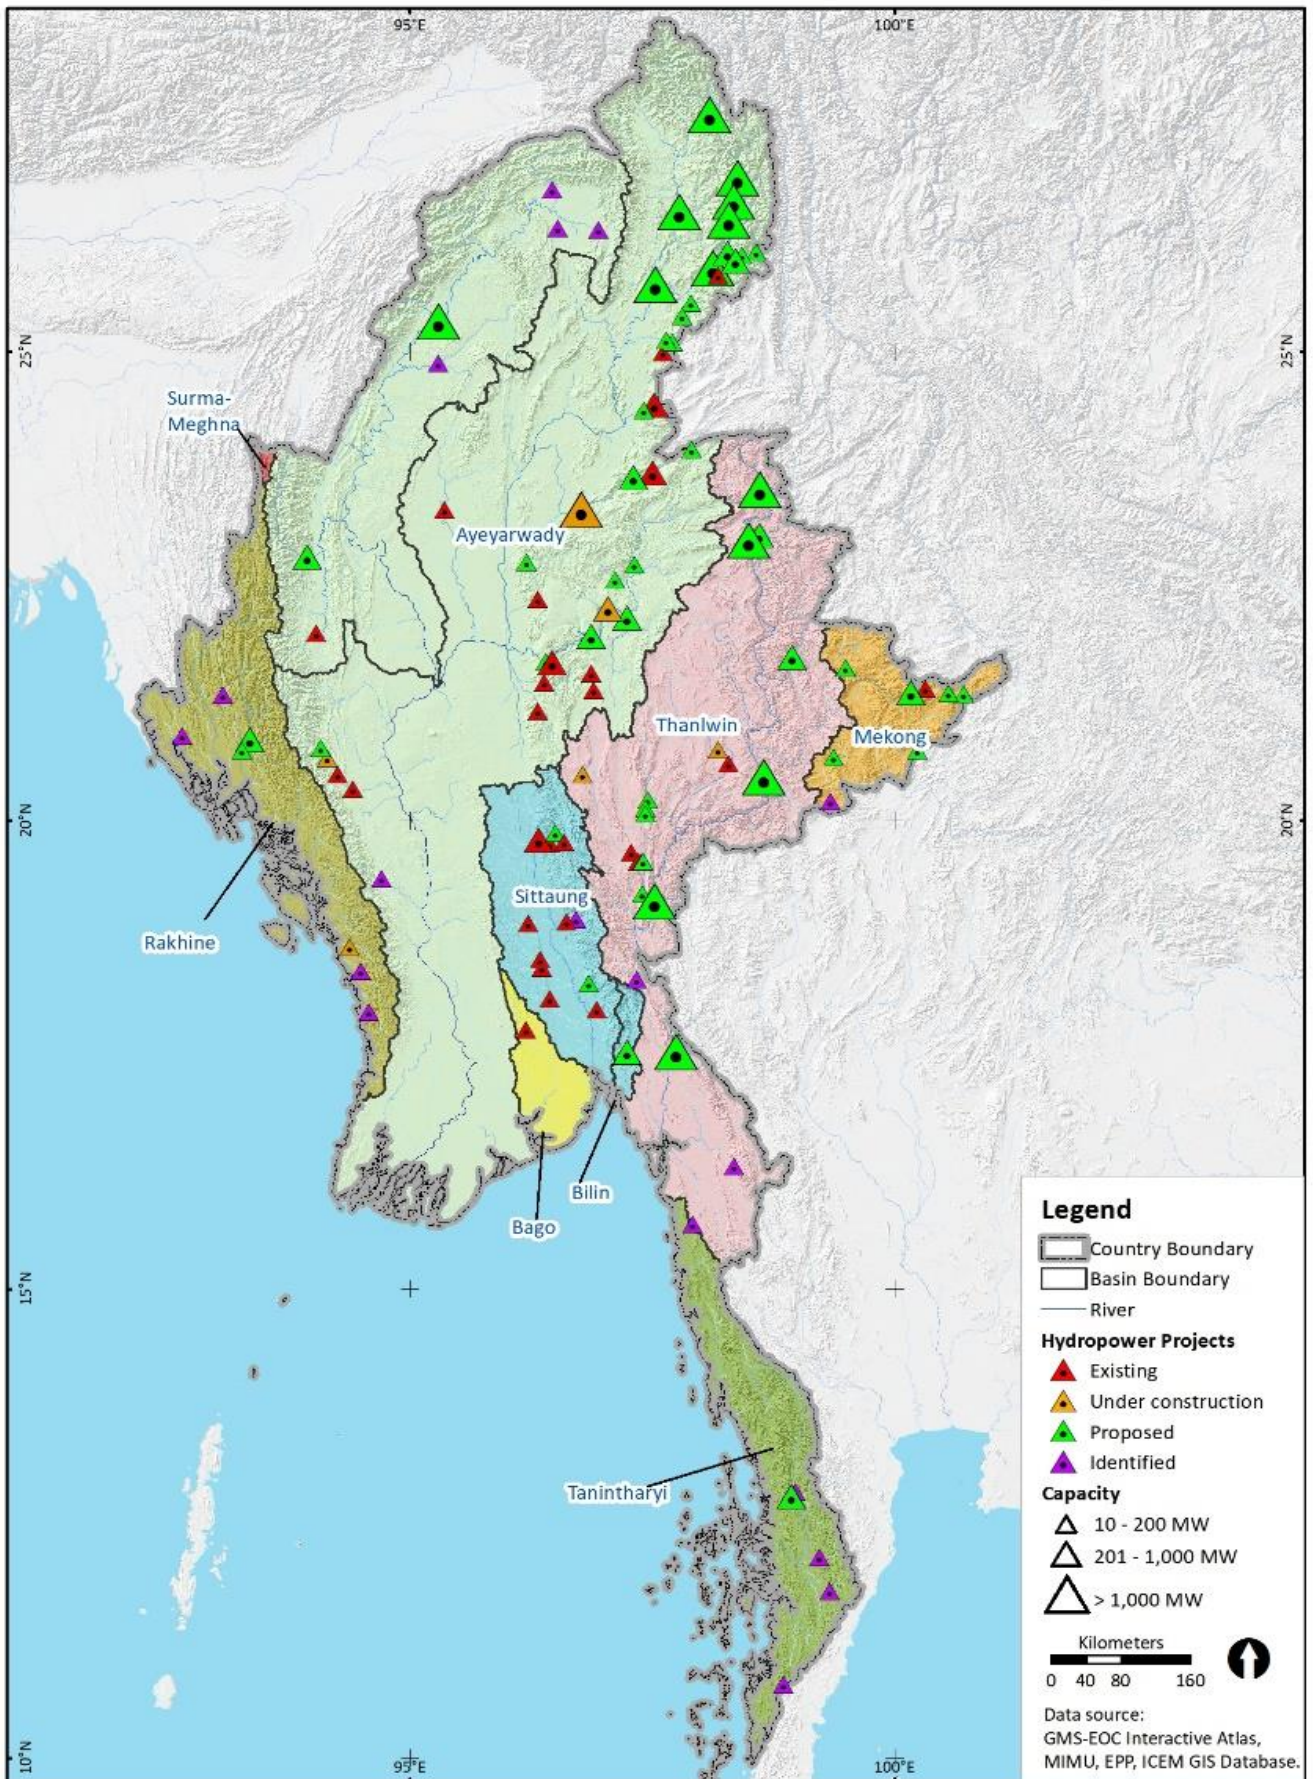 95°E
100°E
25°N
25°N
Surma-
Meghna
Ayeyarwady
Thanlwin
Mekong
20°N
20°N
Sittaung
Rakhine
Bilin
Bago
Legend
Country Boundary
Basin Boundary
River
15°N
Hydropower Projects
Existing
Under construction
Proposed
Identified
Capacity
Tanintharyi
10 - 200 MW
201 - 1,000 MW
> 1,000 MW
Kilometers
0 40 80 160
Data source:
GMS-EOC Interactive Atlas,
MIMU, EPP, ICEM GIS Database.
10°N
95°E
100°E